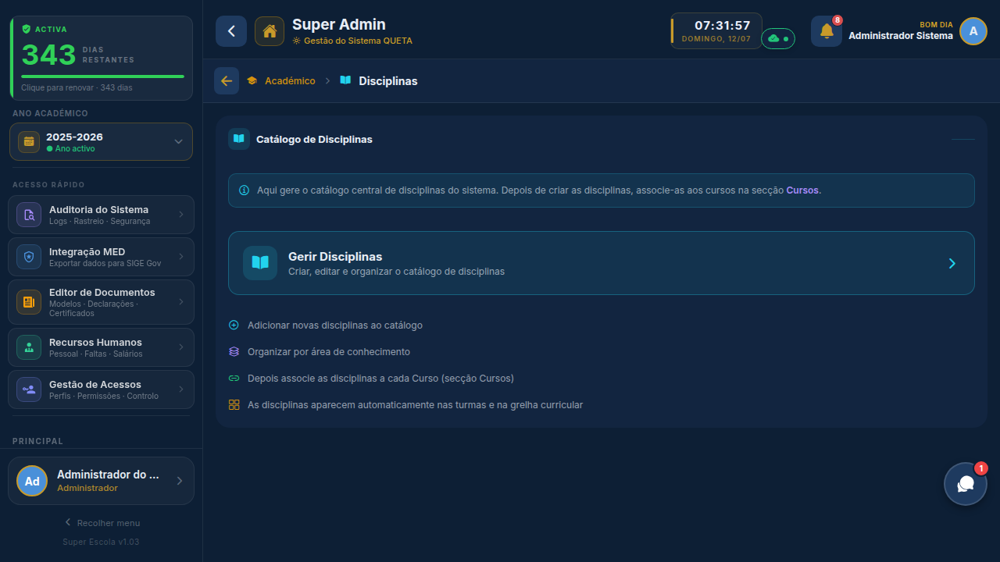 ACTIVA
343 DIAS RESTANTES
Clique para renovar · 343 dias
ANO ACADÉMICO
2025-2026
Ano activo
ACESSO RÁPIDO
Auditoria do Sistema
Logs · Rastreio · Segurança
Integração MED
Exportar dados para SIGE Gov
Editor de Documentos
Modelos · Declarações ·
Certificados
Recursos Humanos
Pessoal · Faltas · Salários
Gestão de Acessos
Perfis · Permissões · Controlo
PRINCIPAL
Ad
Administrador do ...
Administrador
Recolher menu
Super Escola v1.03
Super Admin
Gestão do Sistema QUETA
07:31:57
DOMINGO, 12/07
8
BOM DIA
Administrador Sistema
A
Académico
Disciplinas
Catálogo de Disciplinas
Aqui gere o catálogo central de disciplinas do sistema. Depois de criar as disciplinas, associe-as aos cursos na secção Cursos.
Gerir Disciplinas
Criar, editar e organizar o catálogo de disciplinas
Adicionar novas disciplinas ao catálogo
Organizar por área de conhecimento
Depois associe as disciplinas a cada Curso (secção Cursos)
As disciplinas aparecem automaticamente nas turmas e na grelha curricular
1